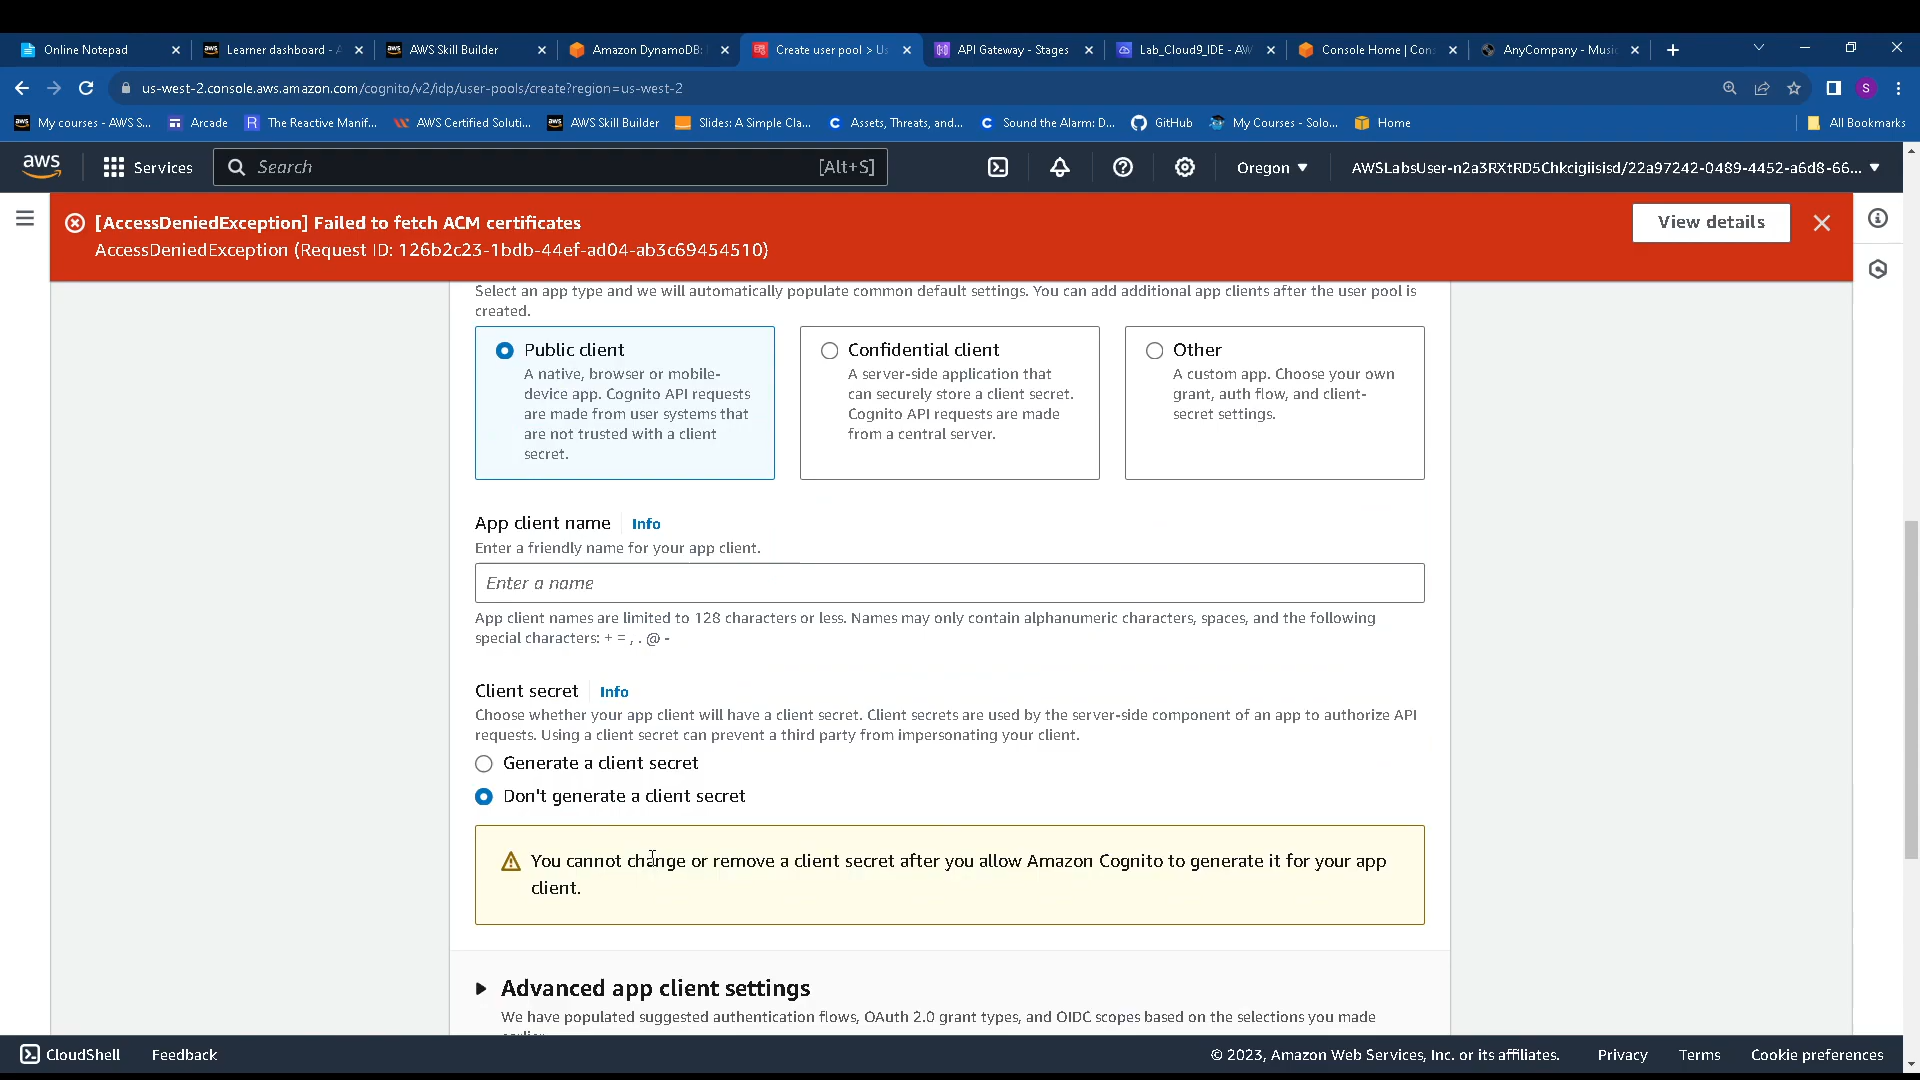 Online Notepad
Learner dashboard - A
AWS Skill Builder
Amazon DynamoDB:
Create user pool > Us
API Gateway - Stages
Lab_Cloud9_IDE - AW
Console Home | Cons
AnyCompany - Music
us-west-2.console.aws.amazon.com/cognito/v2/idp/user-pools/create?region=us-west-2
S
My courses - AWS S...
Arcade
The Reactive Manif...
AWS Certified Soluti...
AWS Skill Builder
Slides: A Simple Cla...
Assets, Threats, and...
Sound the Alarm: D...
GitHub
My Courses - Solo...
Home
All Bookmarks
aws
Services
Search
[Alt+S]
Oregon
AWSLabsUser-n2a3RXtRD5Chkcigiisisd/22a97242-0489-4452-a6d8-66...
[AccessDeniedException] Failed to fetch ACM certificates
AccessDeniedException (Request ID: 126b2c23-1bdb-44ef-ad04-ab3c69454510)
View details
Select an app type and we will automatically populate common default settings. You can add additional app clients after the user pool is
created.
Public client
A native, browser or mobile-
device app. Cognito API requests
are made from user systems that
are not trusted with a client
secret.
Confidential client
A server-side application that
can securely store a client secret.
Cognito API requests are made
from a central server.
Other
A custom app. Choose your own
grant, auth flow, and client-
secret settings.
App client name
Info
Enter a friendly name for your app client.
Enter a name
App client names are limited to 128 characters or less. Names may only contain alphanumeric characters, spaces, and the following
special characters: + = , . @ -
Client secret
Info
Choose whether your app client will have a client secret. Client secrets are used by the server-side component of an app to authorize API
requests. Using a client secret can prevent a third party from impersonating your client.
Generate a client secret
Don't generate a client secret
You cannot change or remove a client secret after you allow Amazon Cognito to generate it for your app
client.
Advanced app client settings
We have populated suggested authentication flows, OAuth 2.0 grant types, and OIDC scopes based on the selections you made
CloudShell
Feedback
© 2023, Amazon Web Services, Inc. or its affiliates.
Privacy
Terms
Cookie preferences